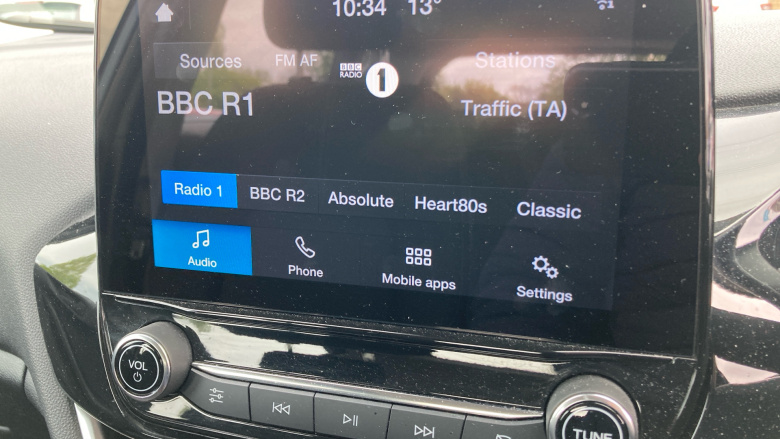 10:34 13°
Sources FM AF BBC RADIO 1 Stations
BBC R1 Traffic (TA)
Radio 1 BBC R2 Absolute Heart80s Classic
Audio Phone Mobile apps Settings
VOL
TUNE